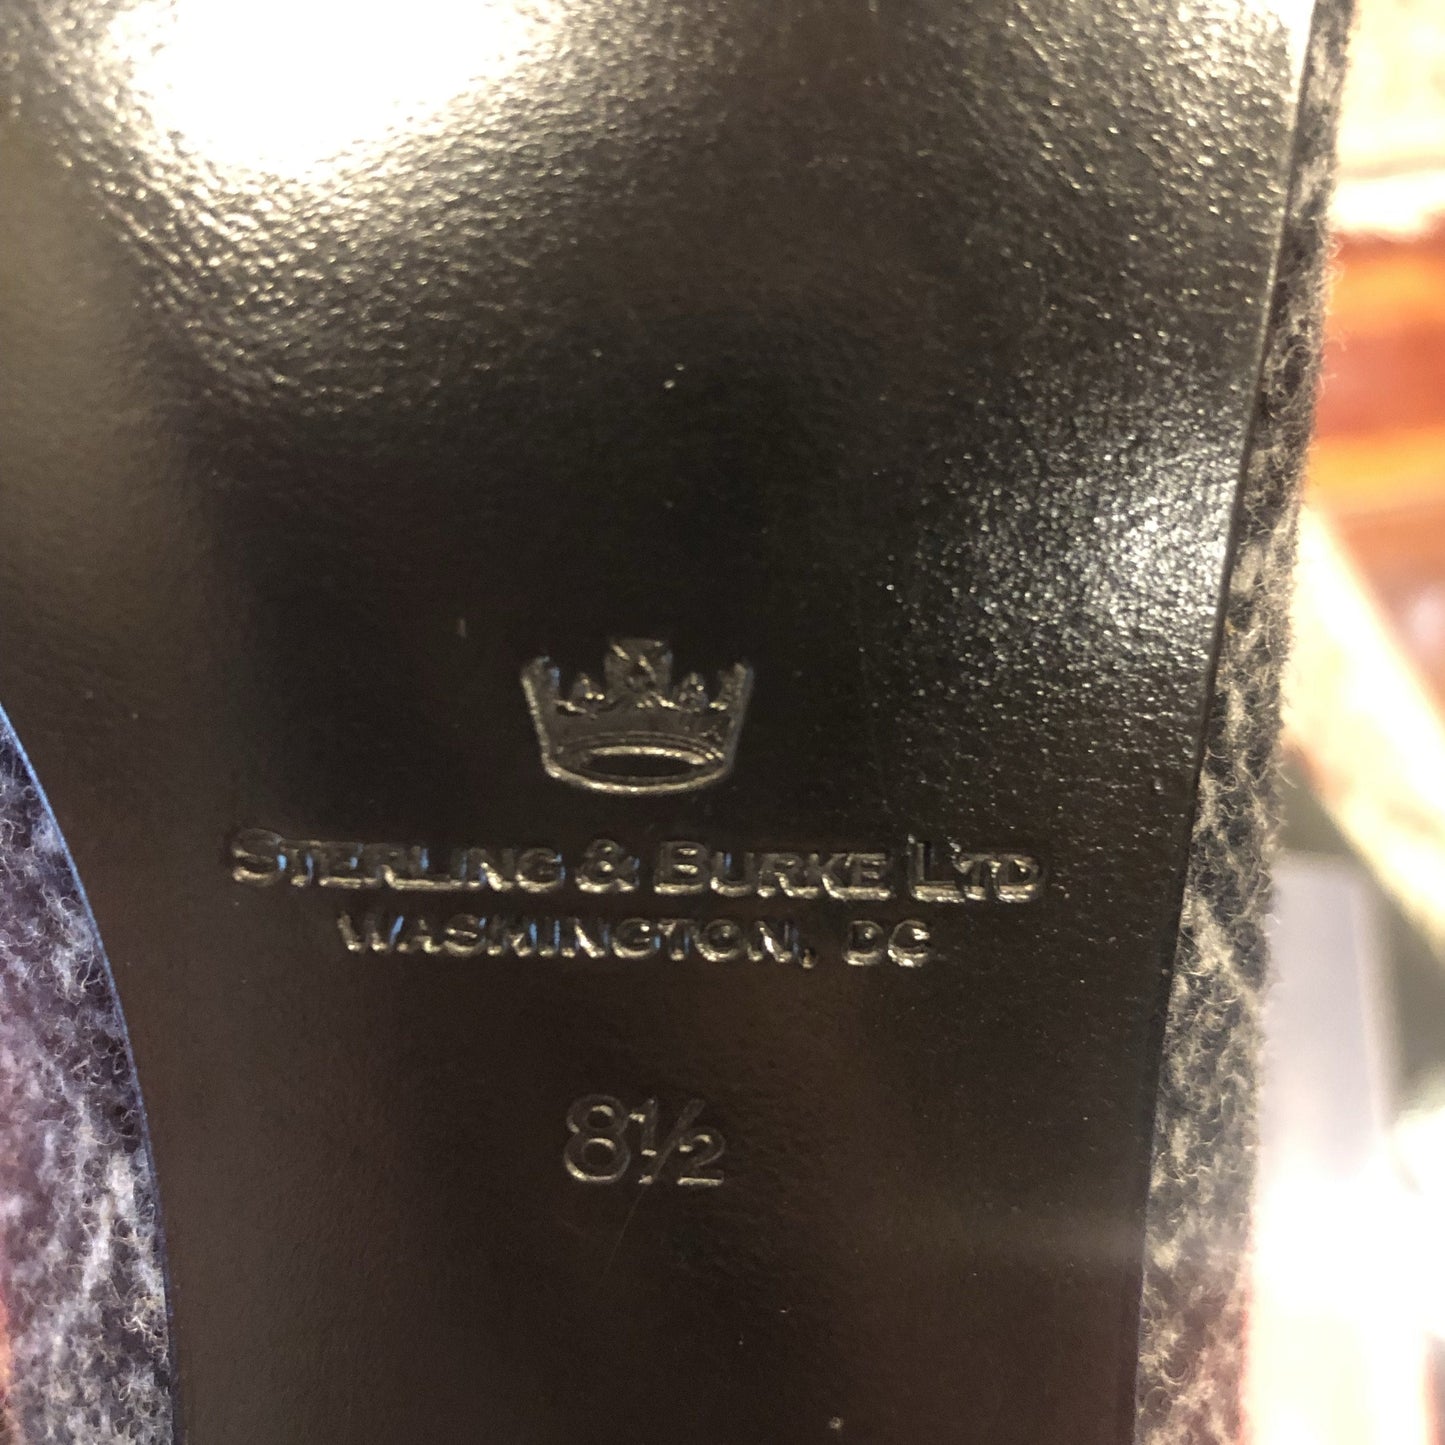 STERLING & BURKE LTD
WASHINGTON, DC
8½